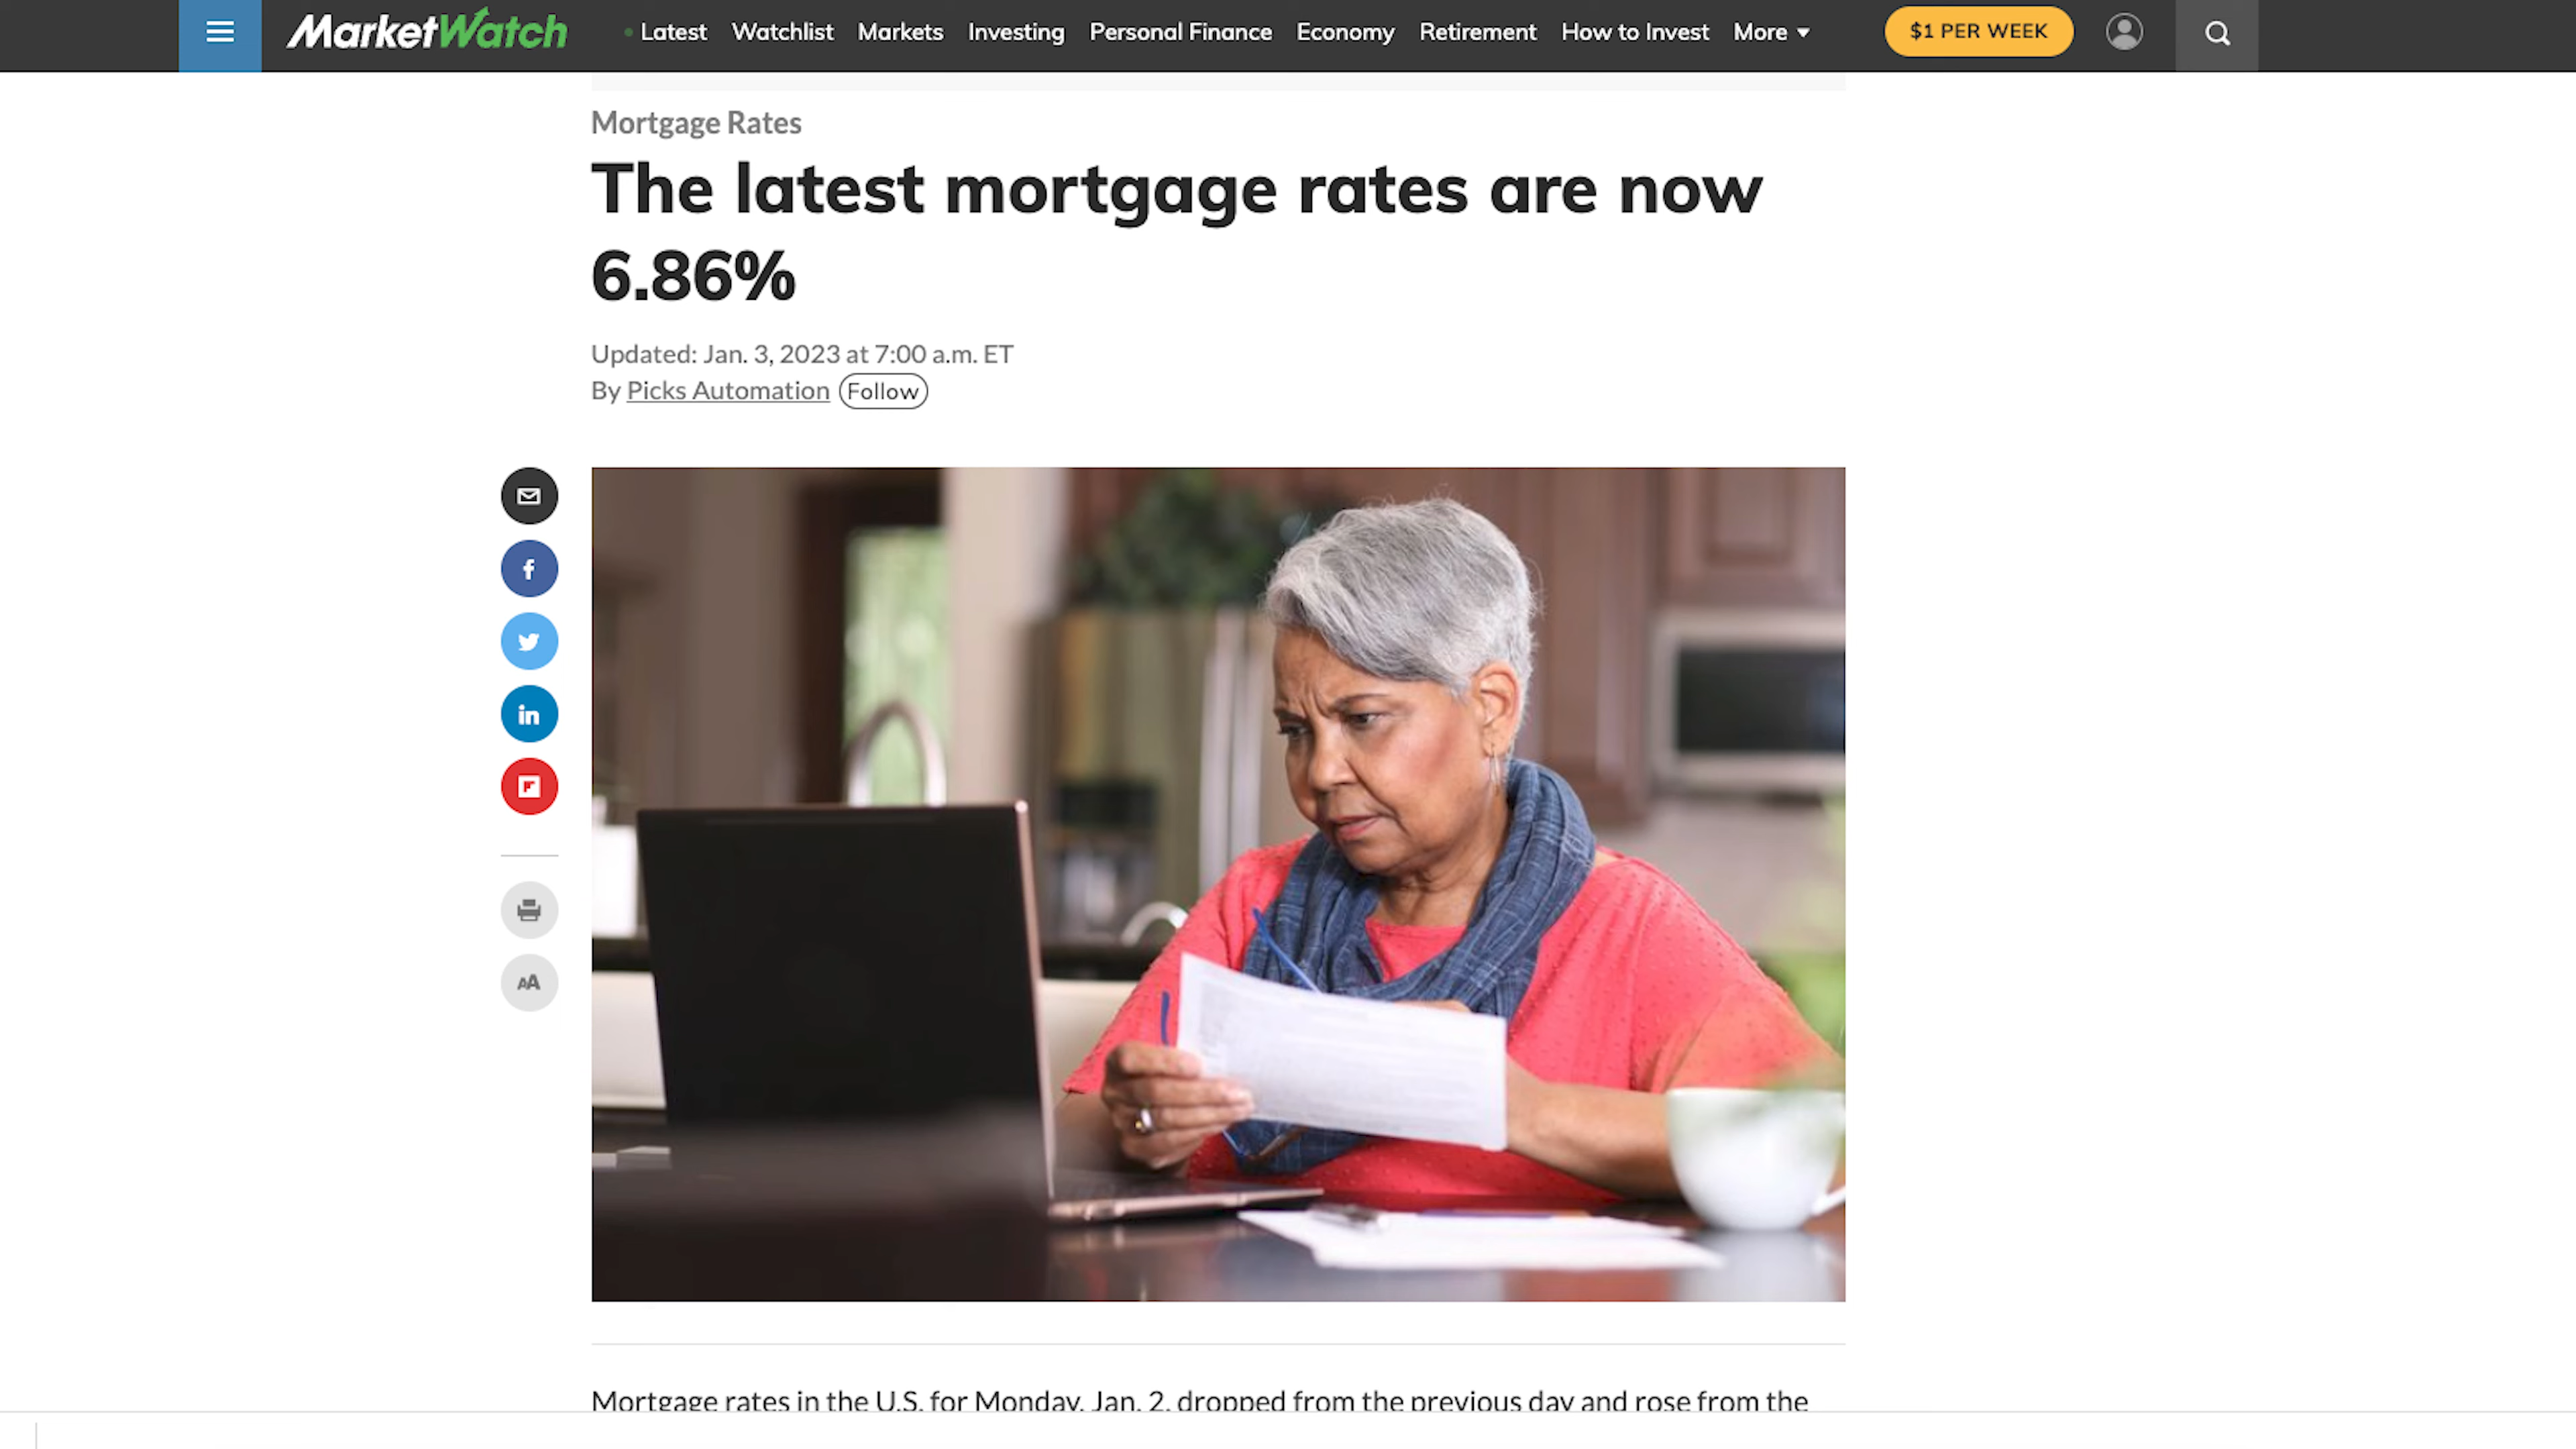 MarketWatch
Latest Watchlist Markets Investing Personal Finance Economy Retirement How to Invest More $1 PER WEEK
Mortgage Rates
The latest mortgage rates are now
6.86%
Updated: Jan. 3, 2023 at 7:00 a.m. ET
By Picks Automation Follow
f
in
AA
Mortgage rates in the U.S. for Monday, Jan. 2, dropped from the previous day and rose from the